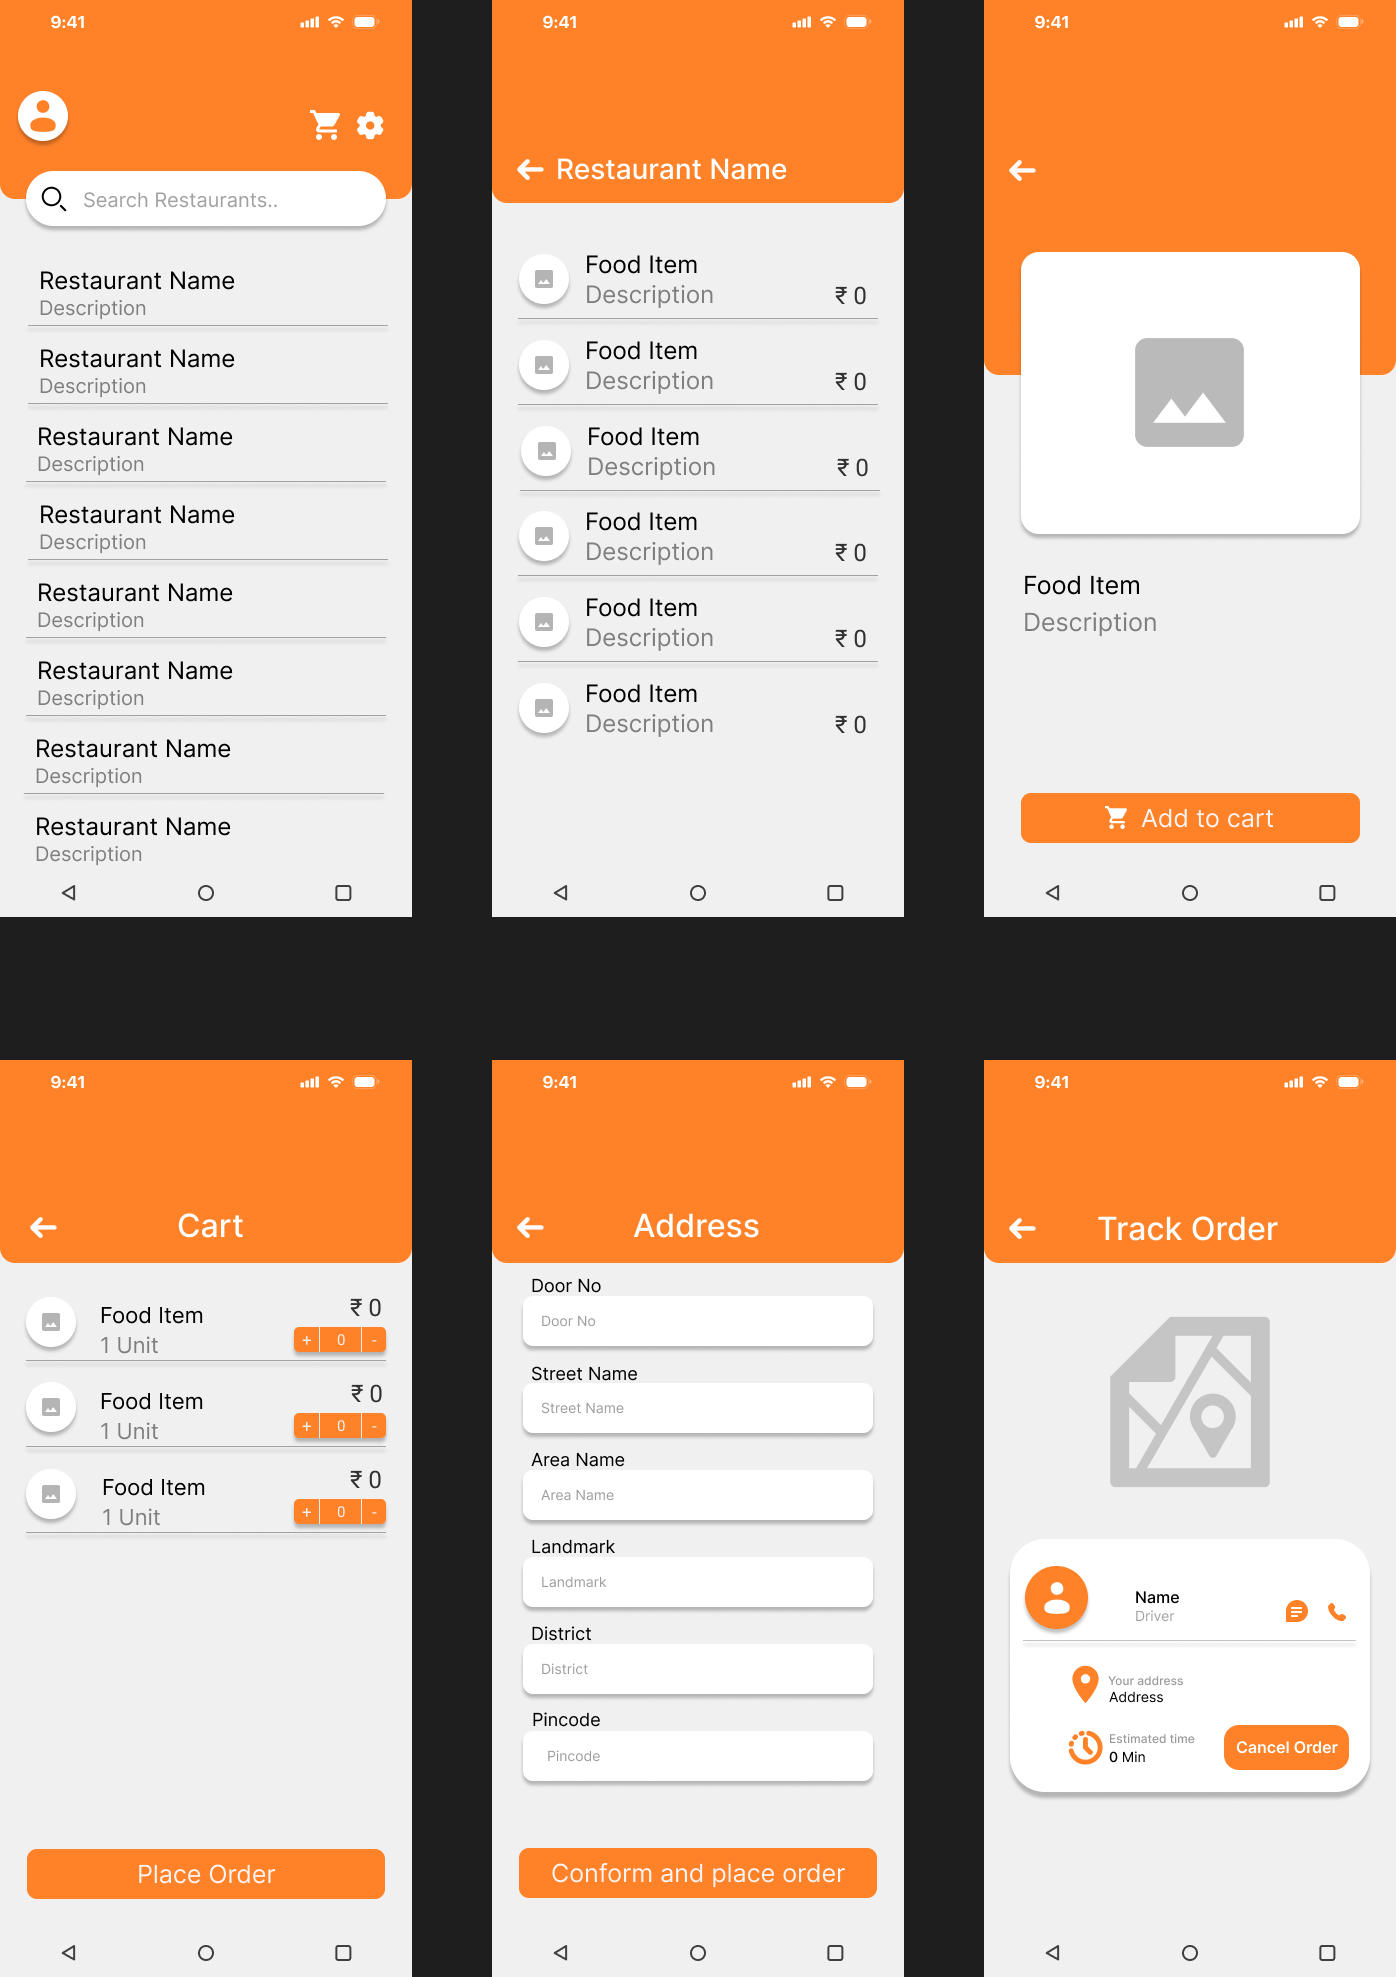 9:41
Search Restaurants..
Restaurant Name
Description
Restaurant Name
Description
Restaurant Name
Description
Restaurant Name
Description
Restaurant Name
Description
Restaurant Name
Description
Restaurant Name
Description
Restaurant Name
Description
9:41
Restaurant Name
Food Item
Description ₹ 0
Food Item
Description ₹ 0
Food Item
Description ₹ 0
Food Item
Description ₹ 0
Food Item
Description ₹ 0
Food Item
Description ₹ 0
9:41
Food Item
Description
Add to cart
9:41
Cart
Food Item ₹ 0
1 Unit + 0 -
Food Item ₹ 0
1 Unit + 0 -
Food Item ₹ 0
1 Unit + 0 -
Place Order
9:41
Address
Door No
Door No
Street Name
Street Name
Area Name
Area Name
Landmark
Landmark
District
District
Pincode
Pincode
Conform and place order
9:41
Track Order
Name
Driver
Your address
Address
Estimated time
0 Min
Cancel Order